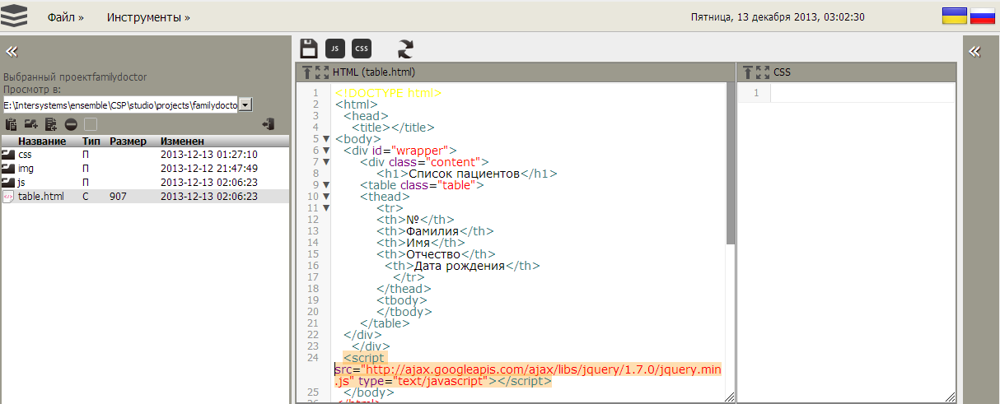 Файл » Инструменты » Пятница, 13 декабря 2013, 03:02:30
JS CSS
Выбранный проектfamilydoctor
Просмотр в:
E:\Intersystems\ensemble\CSP\studio\projects\familydocto
Название Тип Размер Изменен
css П 2013-12-13 01:27:10
img П 2013-12-12 21:47:49
js П 2013-12-13 02:06:23
table.html С 907 2013-12-13 02:06:23
HTML (table.html)
1 <!DOCTYPE html>
2 <html>
3 <head>
4 <title></title>
5 <body>
6 <div id="wrapper">
7 <div class="content">
8 <h1>Список пациентов</h1>
9 <table class="table">
10 <thead>
11 <tr>
12 <th>№</th>
13 <th>Фамилия</th>
14 <th>Имя</th>
15 <th>Отчество</th>
16 <th>Дата рождения</th>
17 </tr>
18 </thead>
19 <tbody>
20 </tbody>
21 </table>
22 </div>
23 </div>
24 <script
src="http://ajax.googleapis.com/ajax/libs/jquery/1.7.0/jquery.min
.js" type="text/javascript"></script>
25 </body>
26 </html>
CSS
1